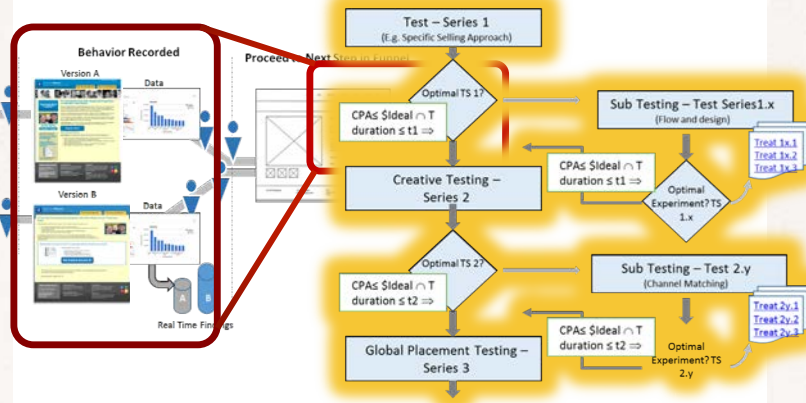 Behavior Recorded
Version A
Data
Version B
Data
A
B
Real Time Findings
Proceed to Next Step in Funnel
Test – Series 1
(E.g. Specific Selling Approach)
Optimal TS 1?
CPA≤ $Ideal ∩ T
duration ≤ t1 ⇒
Sub Testing – Test Series1.x
(Flow and design)
Treat 1x.1
Treat 1x.2
Treat 1x.3
CPA≤ $Ideal ∩ T
duration ≤ t1 ⇒
Optimal
Experiment? TS
1.x
Creative Testing –
Series 2
Optimal TS 2?
CPA≤ $Ideal ∩ T
duration ≤ t2 ⇒
Sub Testing – Test 2.y
(Channel Matching)
Treat 2y.1
Treat 2y.2
Treat 2y.3
CPA≤ $Ideal ∩ T
duration ≤ t2 ⇒
Optimal
Experiment? TS
2.y
Global Placement Testing –
Series 3